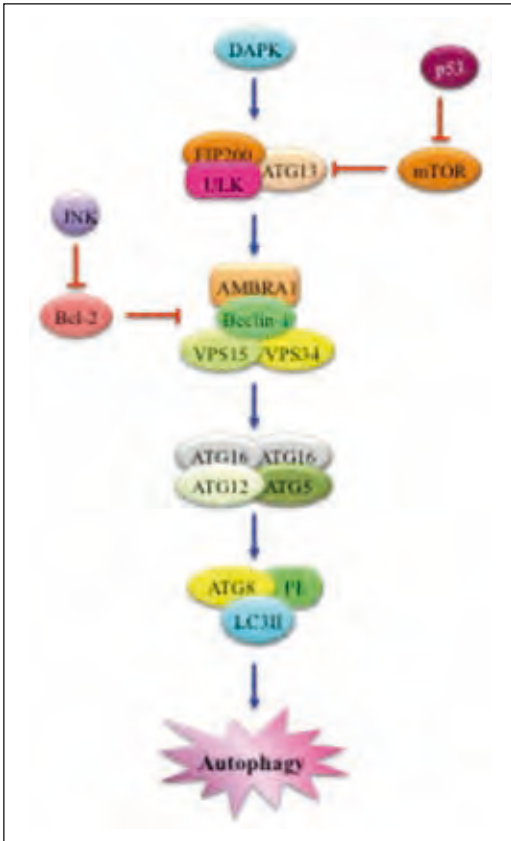 DAPK
p53
FIP200
ULK
ATG13
mTOR
JNK
AMBRA1
Bcl-2
Beclin-1
VPS15
VPS34
ATG16
ATG16
ATG12
ATG5
ATG8
PE
LC3II
Autophagy